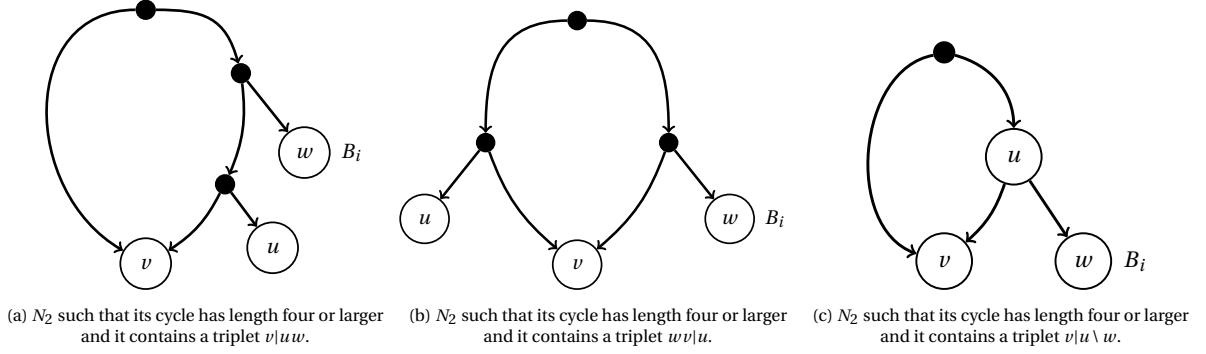 w B_i
u
v
u
w B_i
v
u
v
w B_i
(a) N_2 such that its cycle has length four or larger
and it contains a triplet v|uw.
(b) N_2 such that its cycle has length four or larger
and it contains a triplet wv|u.
(c) N_2 such that its cycle has length four or larger
and it contains a triplet v|u \ w.